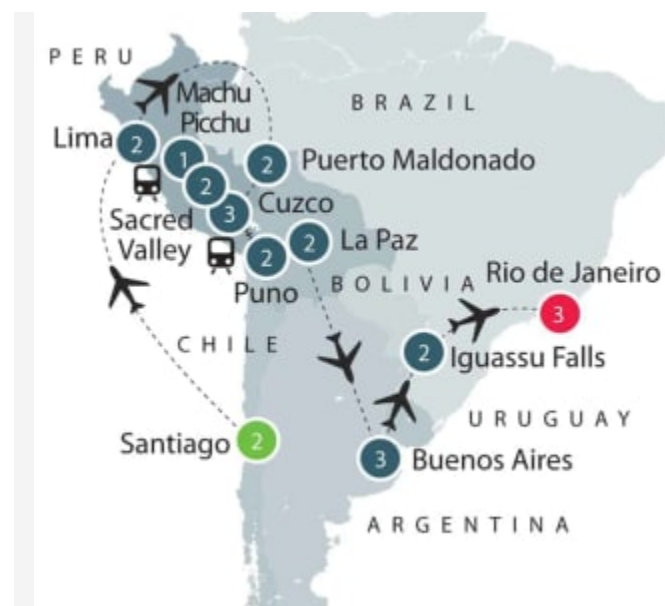 PERU
Machu
Picchu
BRAZIL
Lima
2
1
2
Puerto Maldonado
2
Cuzco
3
Sacred
Valley
2
La Paz
2
Puno
BOLIVIA
Rio de Janeiro
3
CHILE
2
Iguassu Falls
URUGUAY
Santiago
2
3
Buenos Aires
ARGENTINA